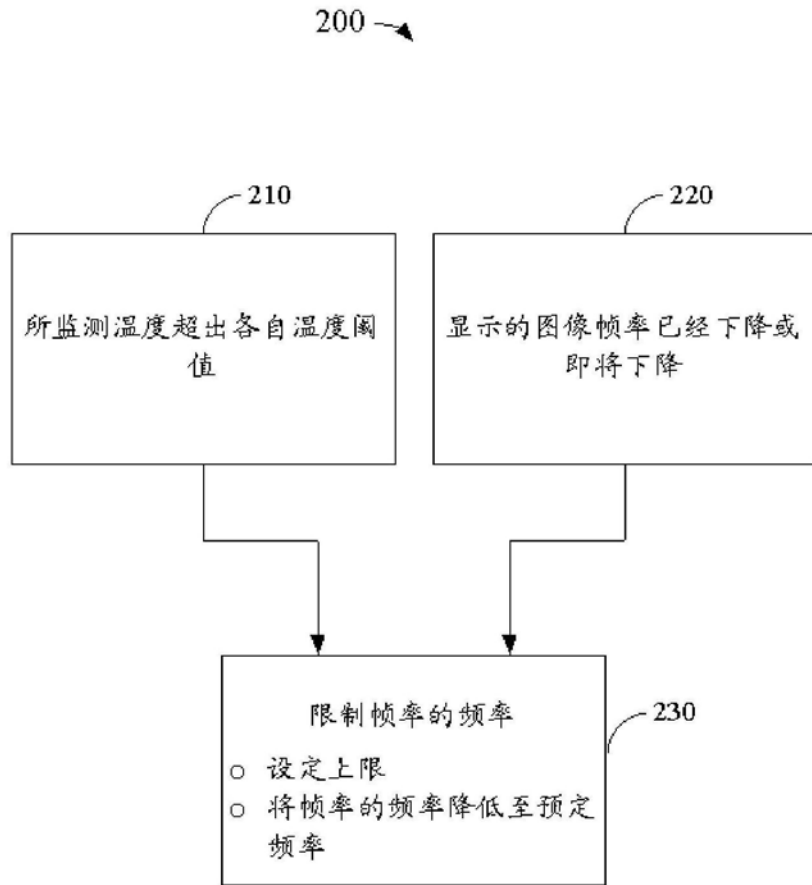 200
210
220
所监测温度超出各自温度阈
值
显示的图像帧率已经下降或
即将下降
230
限制帧率的频率
○ 设定上限
○ 将帧率的频率降低至预定
频率